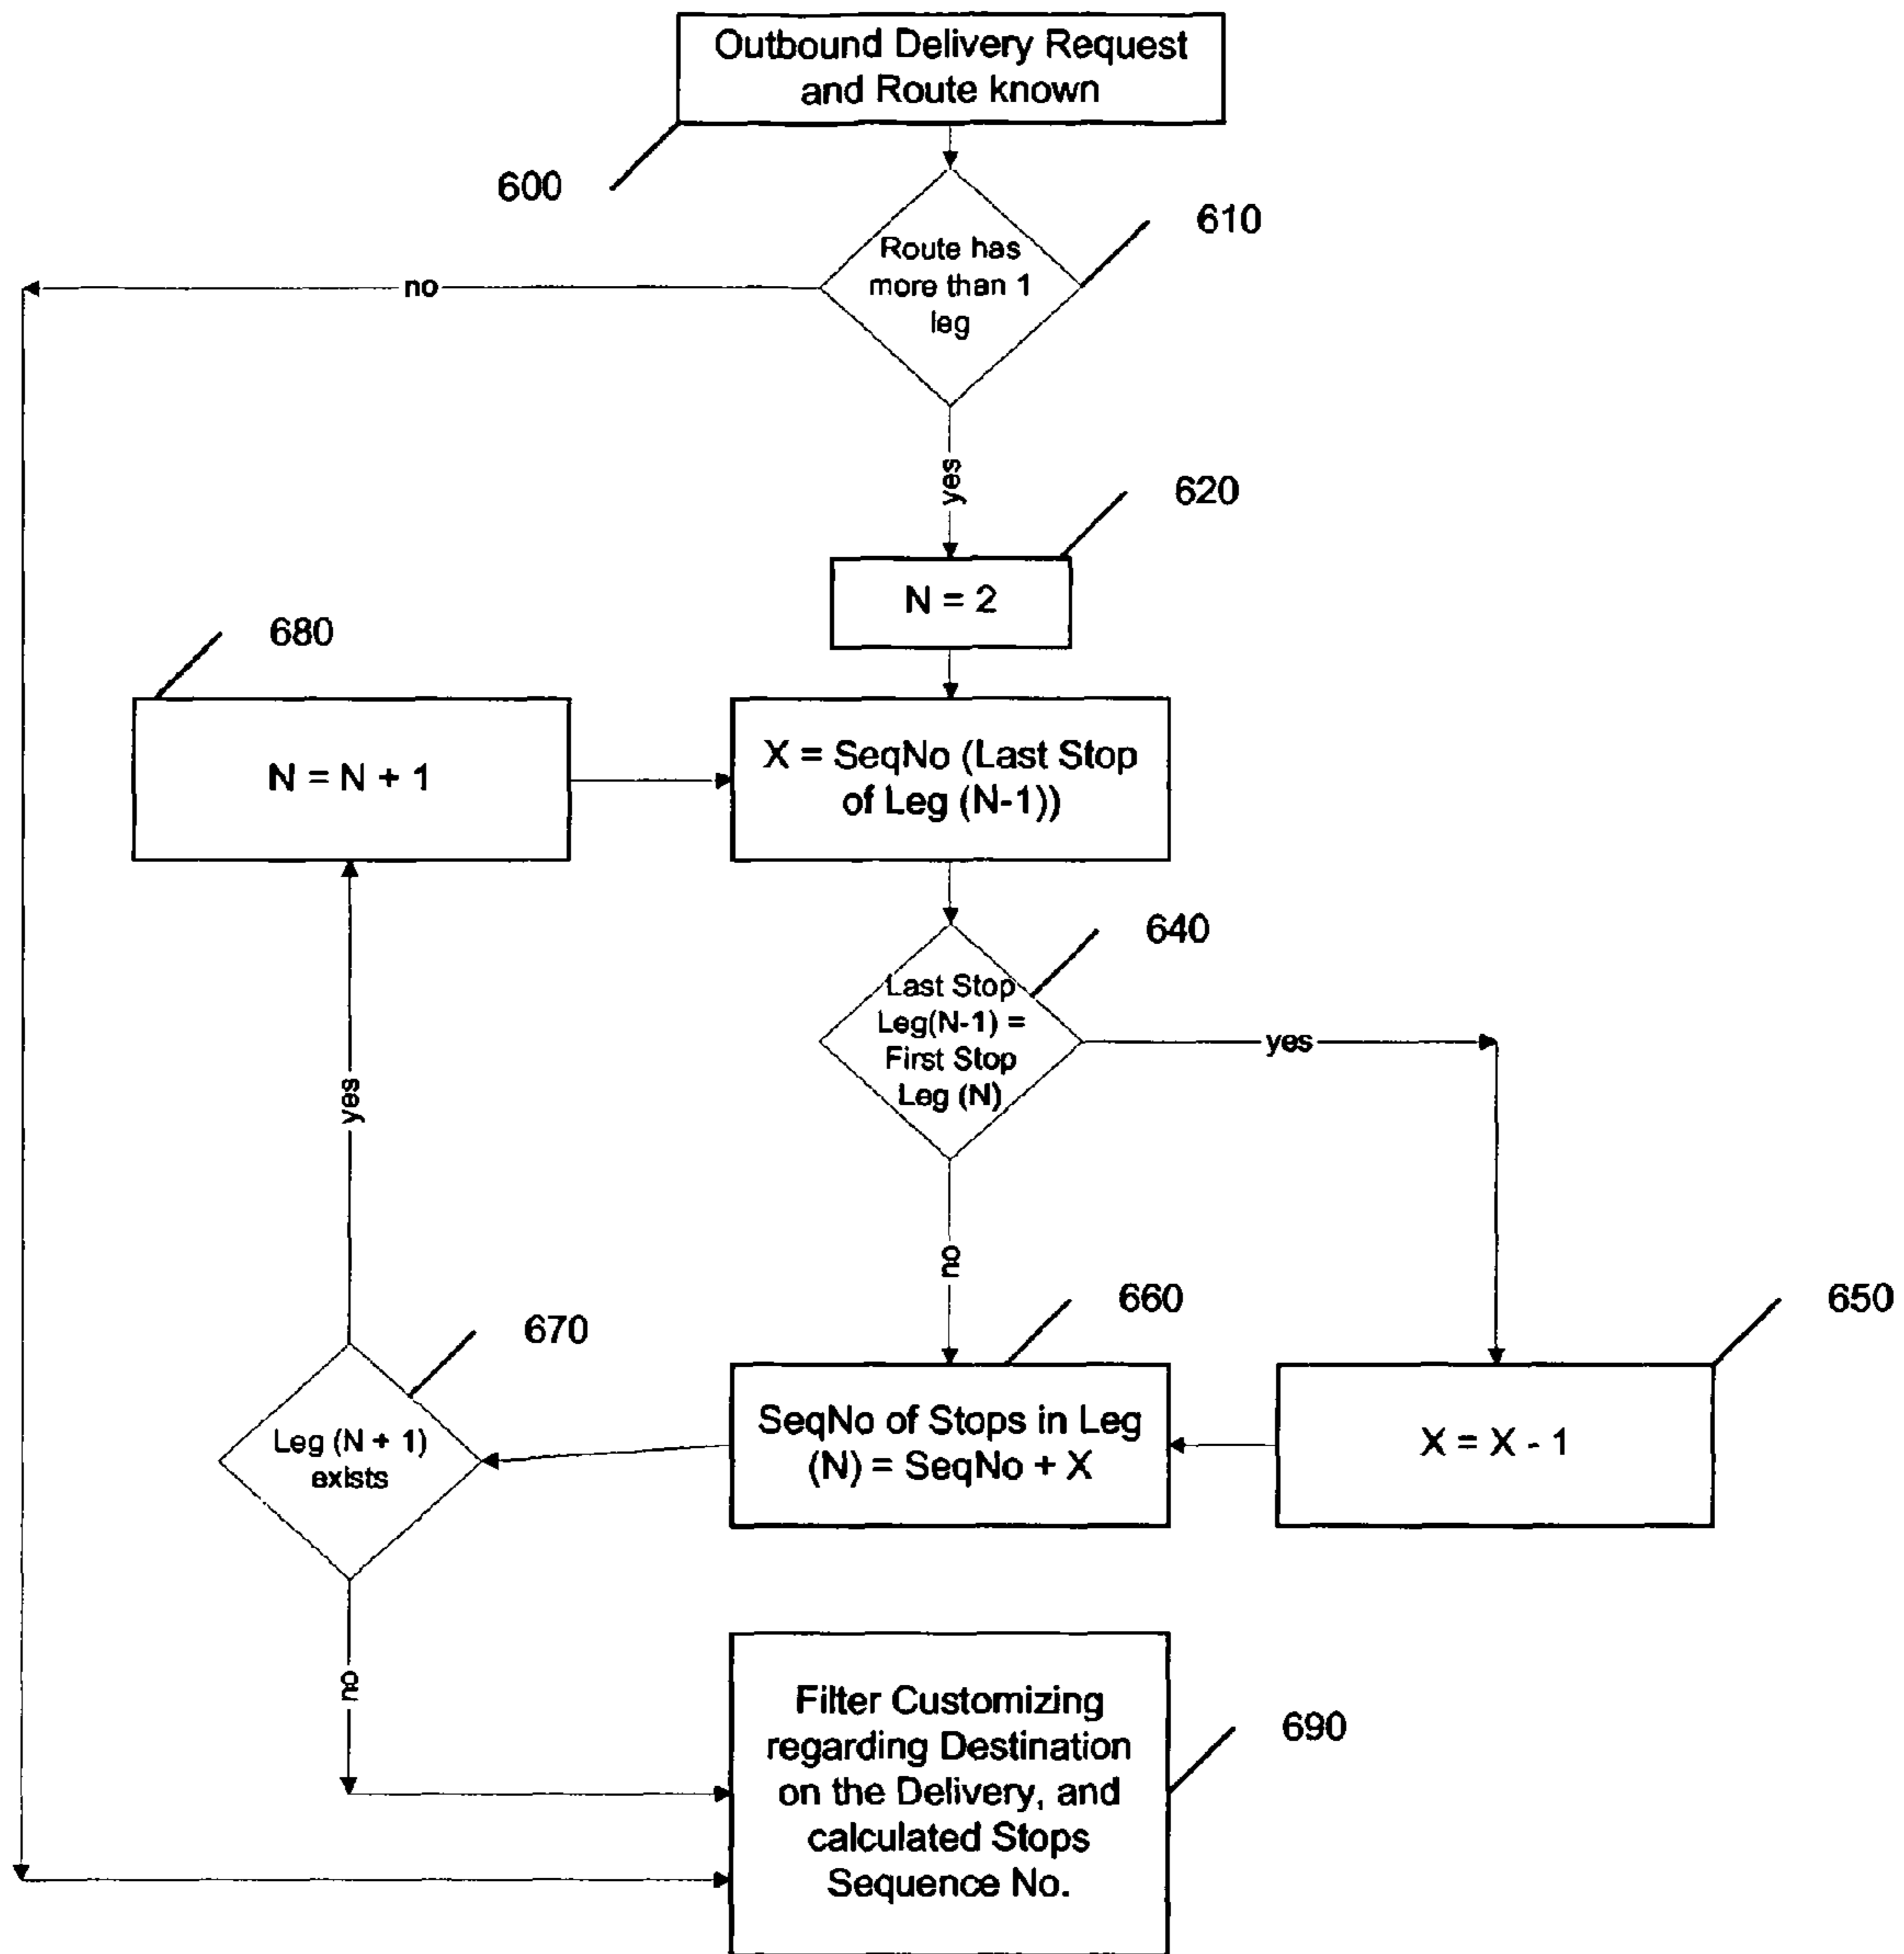 Outbound Delivery Request
and Route known
600
610
Route has
more than 1
leg
no
yes
620
N = 2
680
N = N + 1
X = SeqNo (Last Stop
of Leg (N-1))
640
Last Stop
Leg(N-1) =
First Stop
Leg (N)
yes
yes
no
660
650
670
Leg (N + 1)
exists
SeqNo of Stops in Leg
(N) = SeqNo + X
X = X - 1
no
Filter Customizing
regarding Destination
on the Delivery, and
calculated Stops
Sequence No.
690